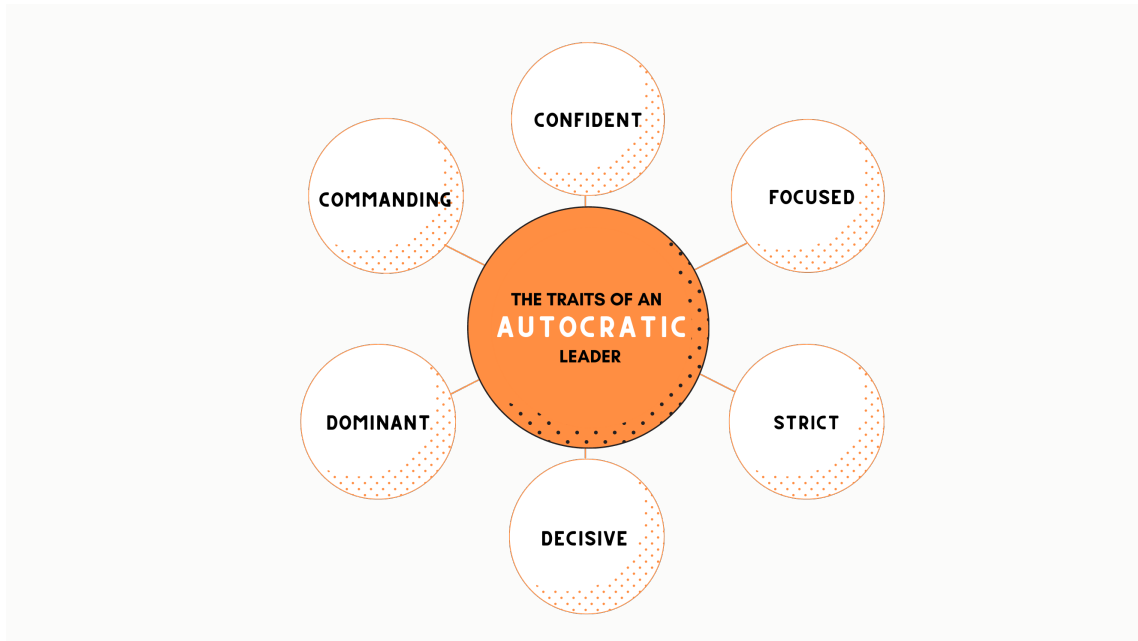 CONFIDENT
COMMANDING
FOCUSED
THE TRAITS OF AN
AUTOCRATIC
LEADER
DOMINANT
STRICT
DECISIVE